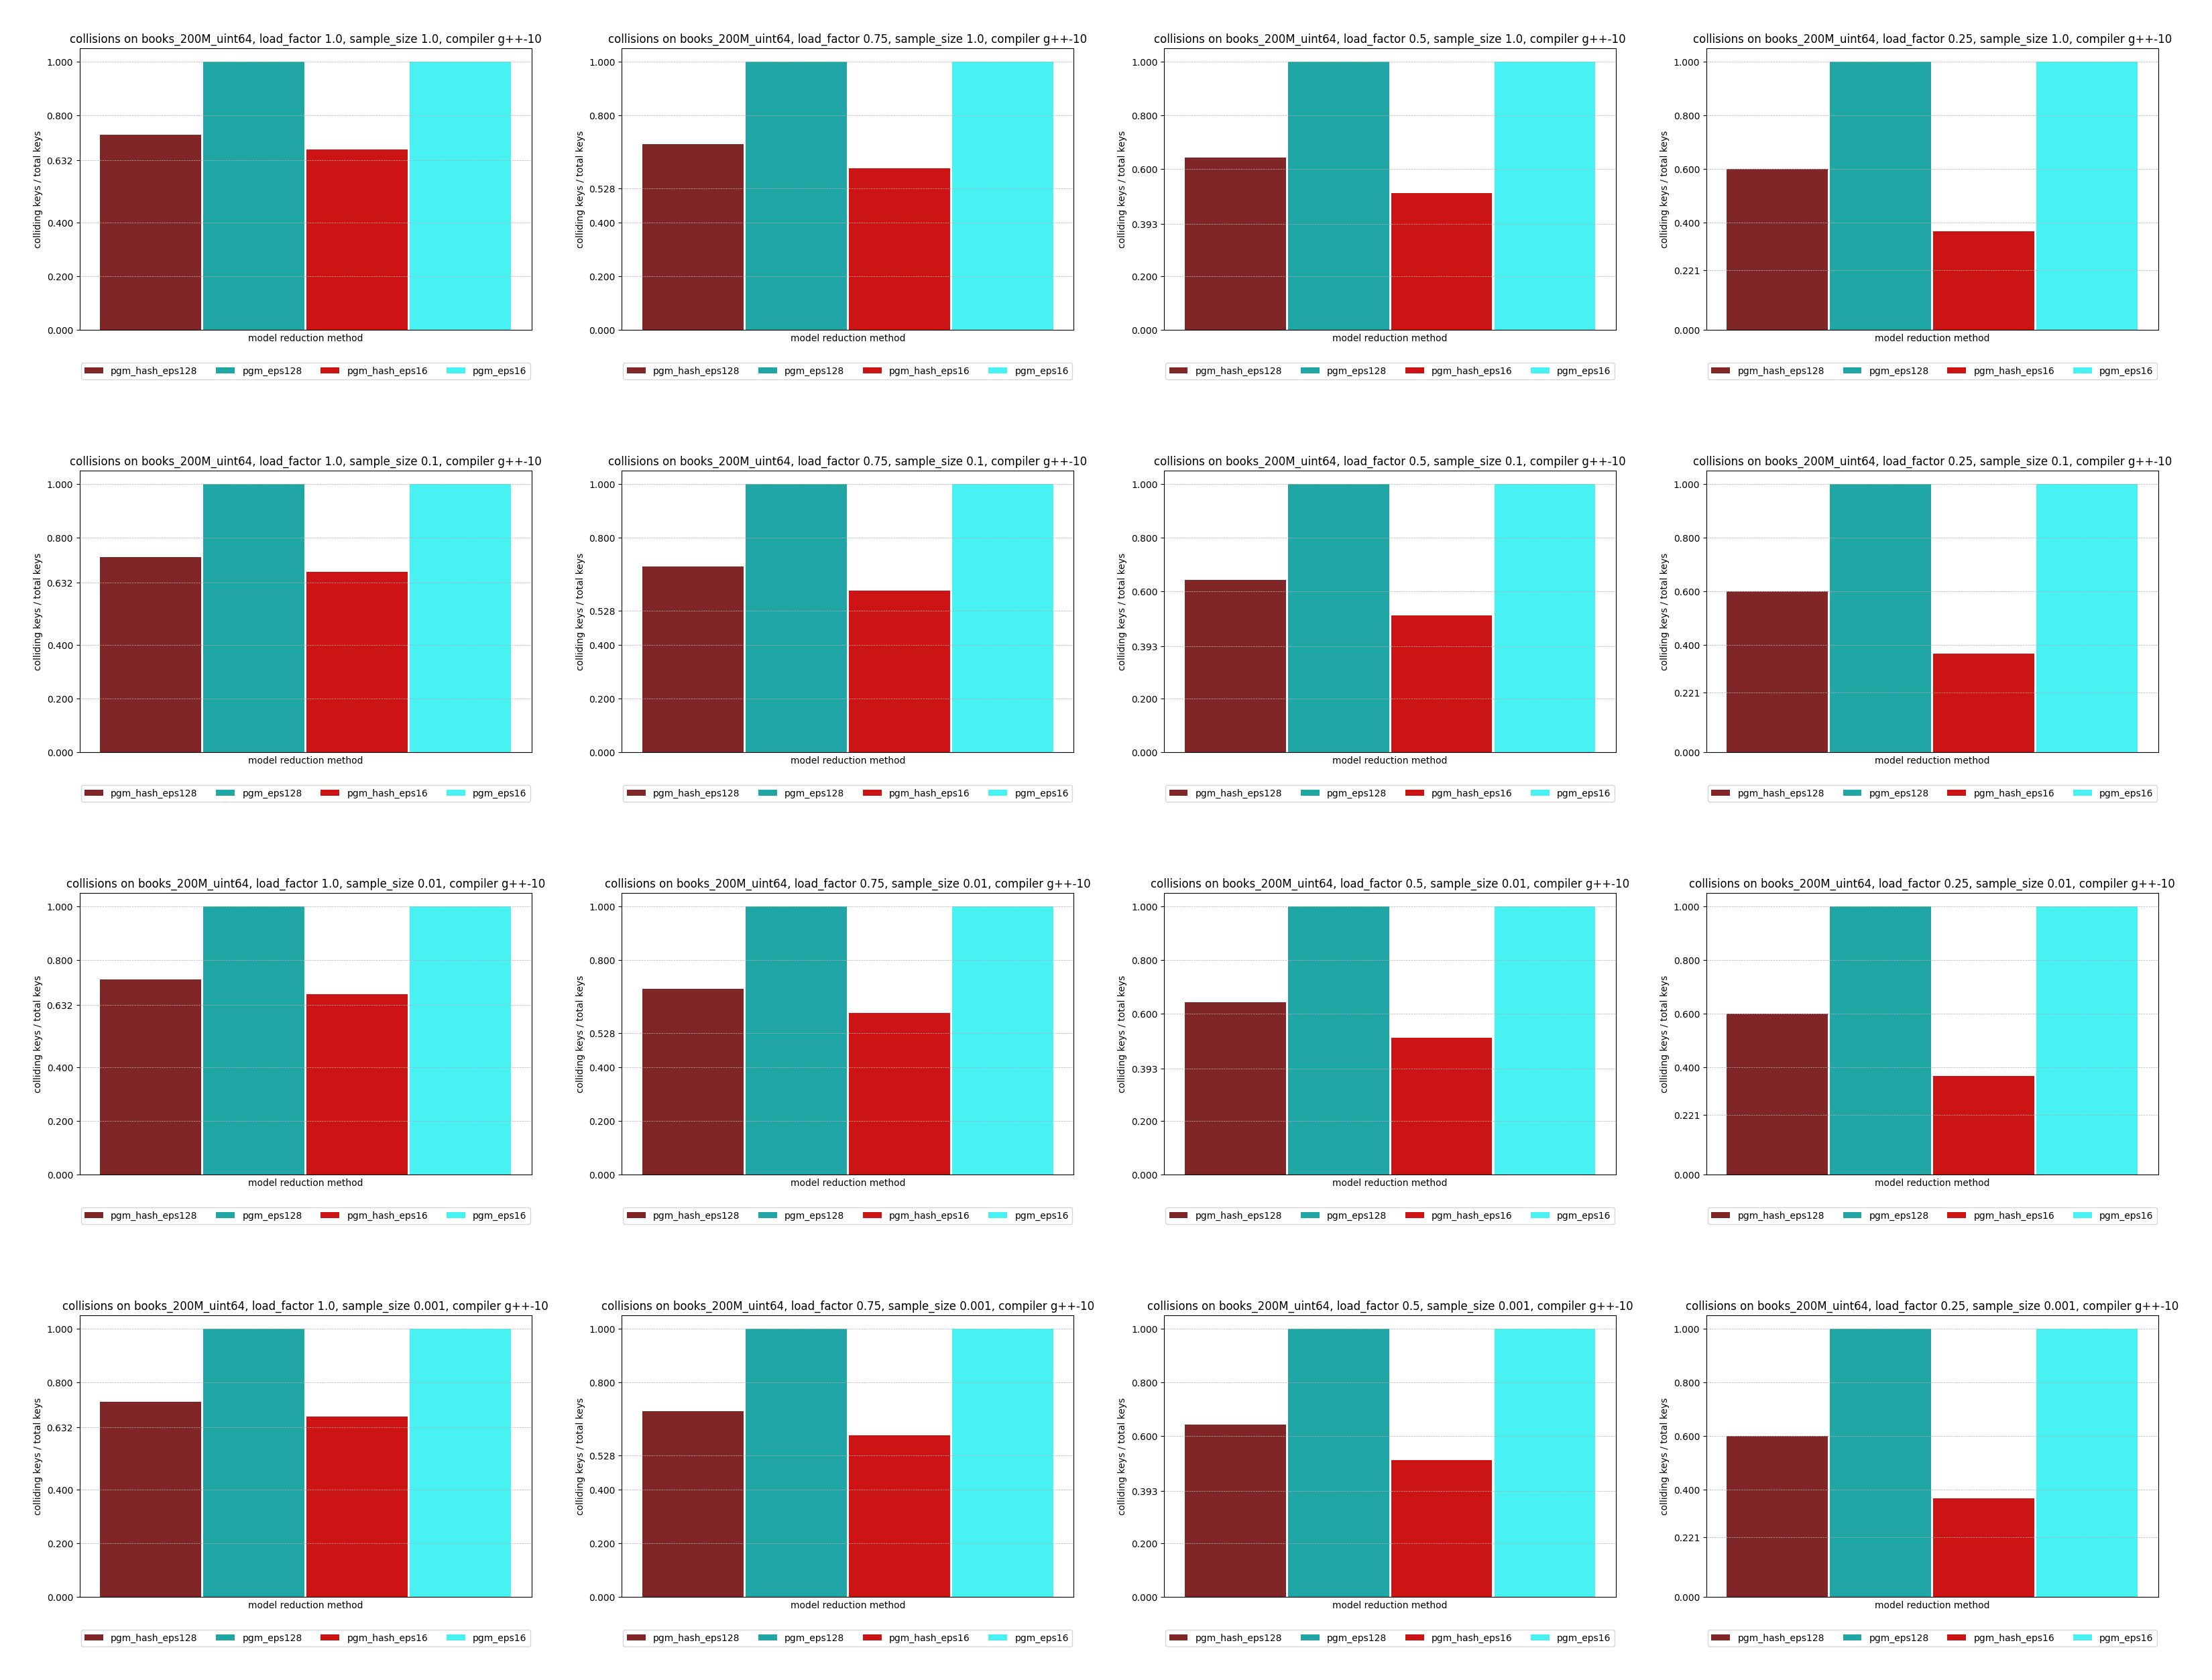 collisions on books_200M_uint64, load_factor 1.0, sample_size 1.0, compiler g++-10
1.000
0.800
0.632
0.400
0.200
0.000
colliding keys / total keys
model reduction method
pgm_hash_eps128 pgm_eps128 pgm_hash_eps16 pgm_eps16
collisions on books_200M_uint64, load_factor 0.75, sample_size 1.0, compiler g++-10
1.000
0.800
0.528
0.400
0.200
0.000
colliding keys / total keys
model reduction method
pgm_hash_eps128 pgm_eps128 pgm_hash_eps16 pgm_eps16
collisions on books_200M_uint64, load_factor 0.5, sample_size 1.0, compiler g++-10
1.000
0.800
0.600
0.393
0.200
0.000
colliding keys / total keys
model reduction method
pgm_hash_eps128 pgm_eps128 pgm_hash_eps16 pgm_eps16
collisions on books_200M_uint64, load_factor 0.25, sample_size 1.0, compiler g++-10
1.000
0.800
0.600
0.400
0.221
0.000
colliding keys / total keys
model reduction method
pgm_hash_eps128 pgm_eps128 pgm_hash_eps16 pgm_eps16
collisions on books_200M_uint64, load_factor 1.0, sample_size 0.1, compiler g++-10
1.000
0.800
0.632
0.400
0.200
0.000
colliding keys / total keys
model reduction method
pgm_hash_eps128 pgm_eps128 pgm_hash_eps16 pgm_eps16
collisions on books_200M_uint64, load_factor 0.75, sample_size 0.1, compiler g++-10
1.000
0.800
0.528
0.400
0.200
0.000
colliding keys / total keys
model reduction method
pgm_hash_eps128 pgm_eps128 pgm_hash_eps16 pgm_eps16
collisions on books_200M_uint64, load_factor 0.5, sample_size 0.1, compiler g++-10
1.000
0.800
0.600
0.393
0.200
0.000
colliding keys / total keys
model reduction method
pgm_hash_eps128 pgm_eps128 pgm_hash_eps16 pgm_eps16
collisions on books_200M_uint64, load_factor 0.25, sample_size 0.1, compiler g++-10
1.000
0.800
0.600
0.400
0.221
0.000
colliding keys / total keys
model reduction method
pgm_hash_eps128 pgm_eps128 pgm_hash_eps16 pgm_eps16
collisions on books_200M_uint64, load_factor 1.0, sample_size 0.01, compiler g++-10
1.000
0.800
0.632
0.400
0.200
0.000
colliding keys / total keys
model reduction method
pgm_hash_eps128 pgm_eps128 pgm_hash_eps16 pgm_eps16
collisions on books_200M_uint64, load_factor 0.75, sample_size 0.01, compiler g++-10
1.000
0.800
0.528
0.400
0.200
0.000
colliding keys / total keys
model reduction method
pgm_hash_eps128 pgm_eps128 pgm_hash_eps16 pgm_eps16
collisions on books_200M_uint64, load_factor 0.5, sample_size 0.01, compiler g++-10
1.000
0.800
0.600
0.393
0.200
0.000
colliding keys / total keys
model reduction method
pgm_hash_eps128 pgm_eps128 pgm_hash_eps16 pgm_eps16
collisions on books_200M_uint64, load_factor 0.25, sample_size 0.01, compiler g++-10
1.000
0.800
0.600
0.400
0.221
0.000
colliding keys / total keys
model reduction method
pgm_hash_eps128 pgm_eps128 pgm_hash_eps16 pgm_eps16
collisions on books_200M_uint64, load_factor 1.0, sample_size 0.001, compiler g++-10
1.000
0.800
0.632
0.400
0.200
0.000
colliding keys / total keys
model reduction method
pgm_hash_eps128 pgm_eps128 pgm_hash_eps16 pgm_eps16
collisions on books_200M_uint64, load_factor 0.75, sample_size 0.001, compiler g++-10
1.000
0.800
0.528
0.400
0.200
0.000
colliding keys / total keys
model reduction method
pgm_hash_eps128 pgm_eps128 pgm_hash_eps16 pgm_eps16
collisions on books_200M_uint64, load_factor 0.5, sample_size 0.001, compiler g++-10
1.000
0.800
0.600
0.393
0.200
0.000
colliding keys / total keys
model reduction method
pgm_hash_eps128 pgm_eps128 pgm_hash_eps16 pgm_eps16
collisions on books_200M_uint64, load_factor 0.25, sample_size 0.001, compiler g++-10
1.000
0.800
0.600
0.400
0.221
0.000
colliding keys / total keys
model reduction method
pgm_hash_eps128 pgm_eps128 pgm_hash_eps16 pgm_eps16